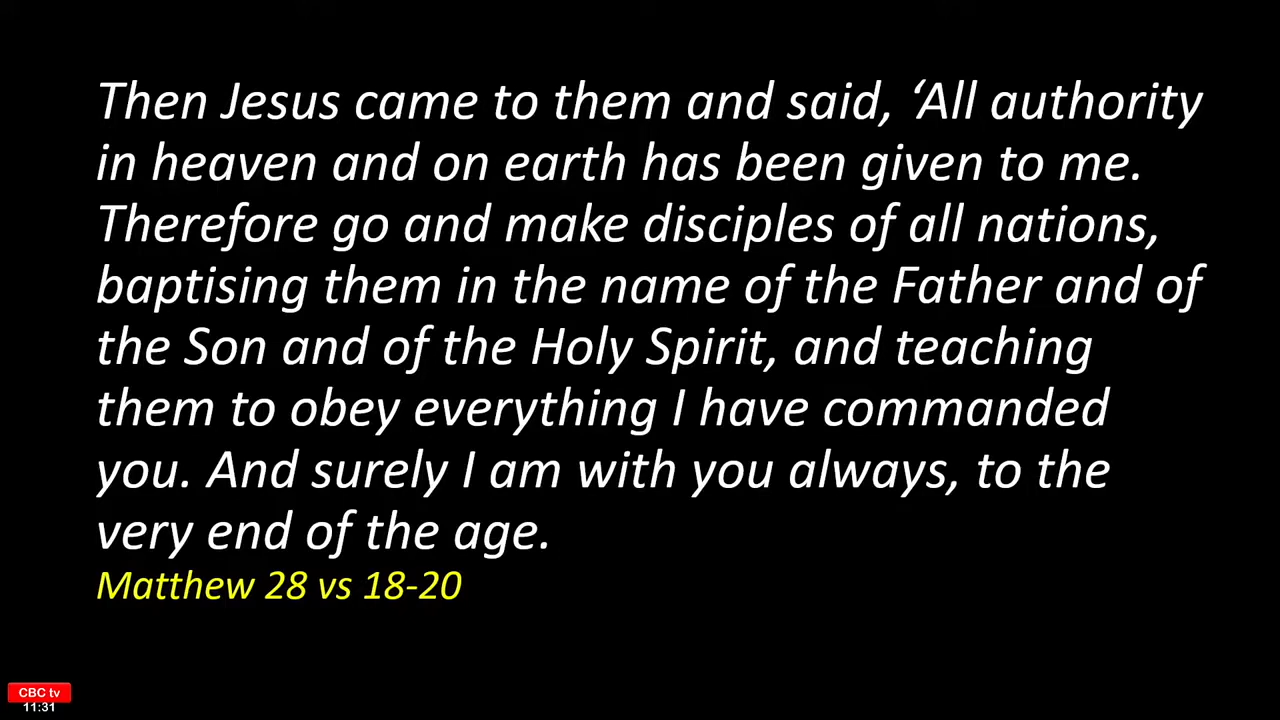 Then Jesus came to them and said, ‘All authority
in heaven and on earth has been given to me.
Therefore go and make disciples of all nations,
baptising them in the name of the Father and of
the Son and of the Holy Spirit, and teaching
them to obey everything I have commanded
you. And surely I am with you always, to the
very end of the age.
Matthew 28 vs 18-20
CBC tv
11:31